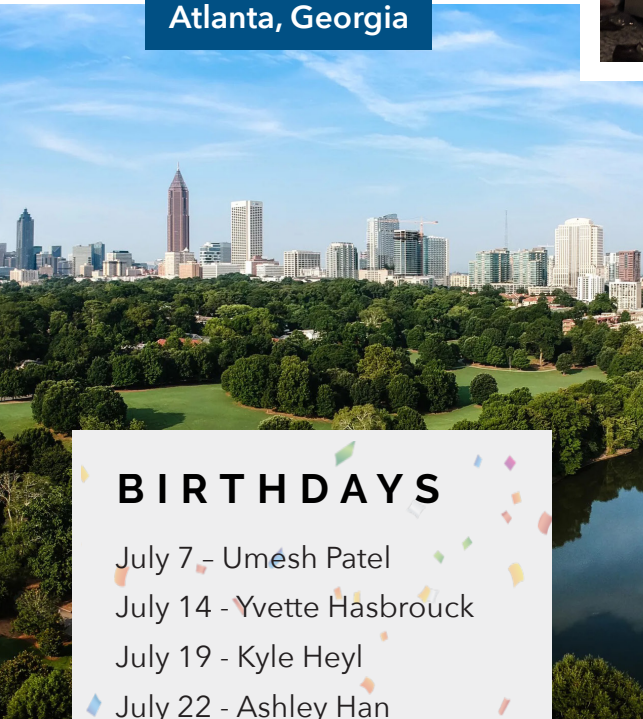 Atlanta, Georgia
BIRTHDAYS
July 7 – Umesh Patel
July 14 - Yvette Hasbrouck
July 19 - Kyle Heyl
July 22 - Ashley Han